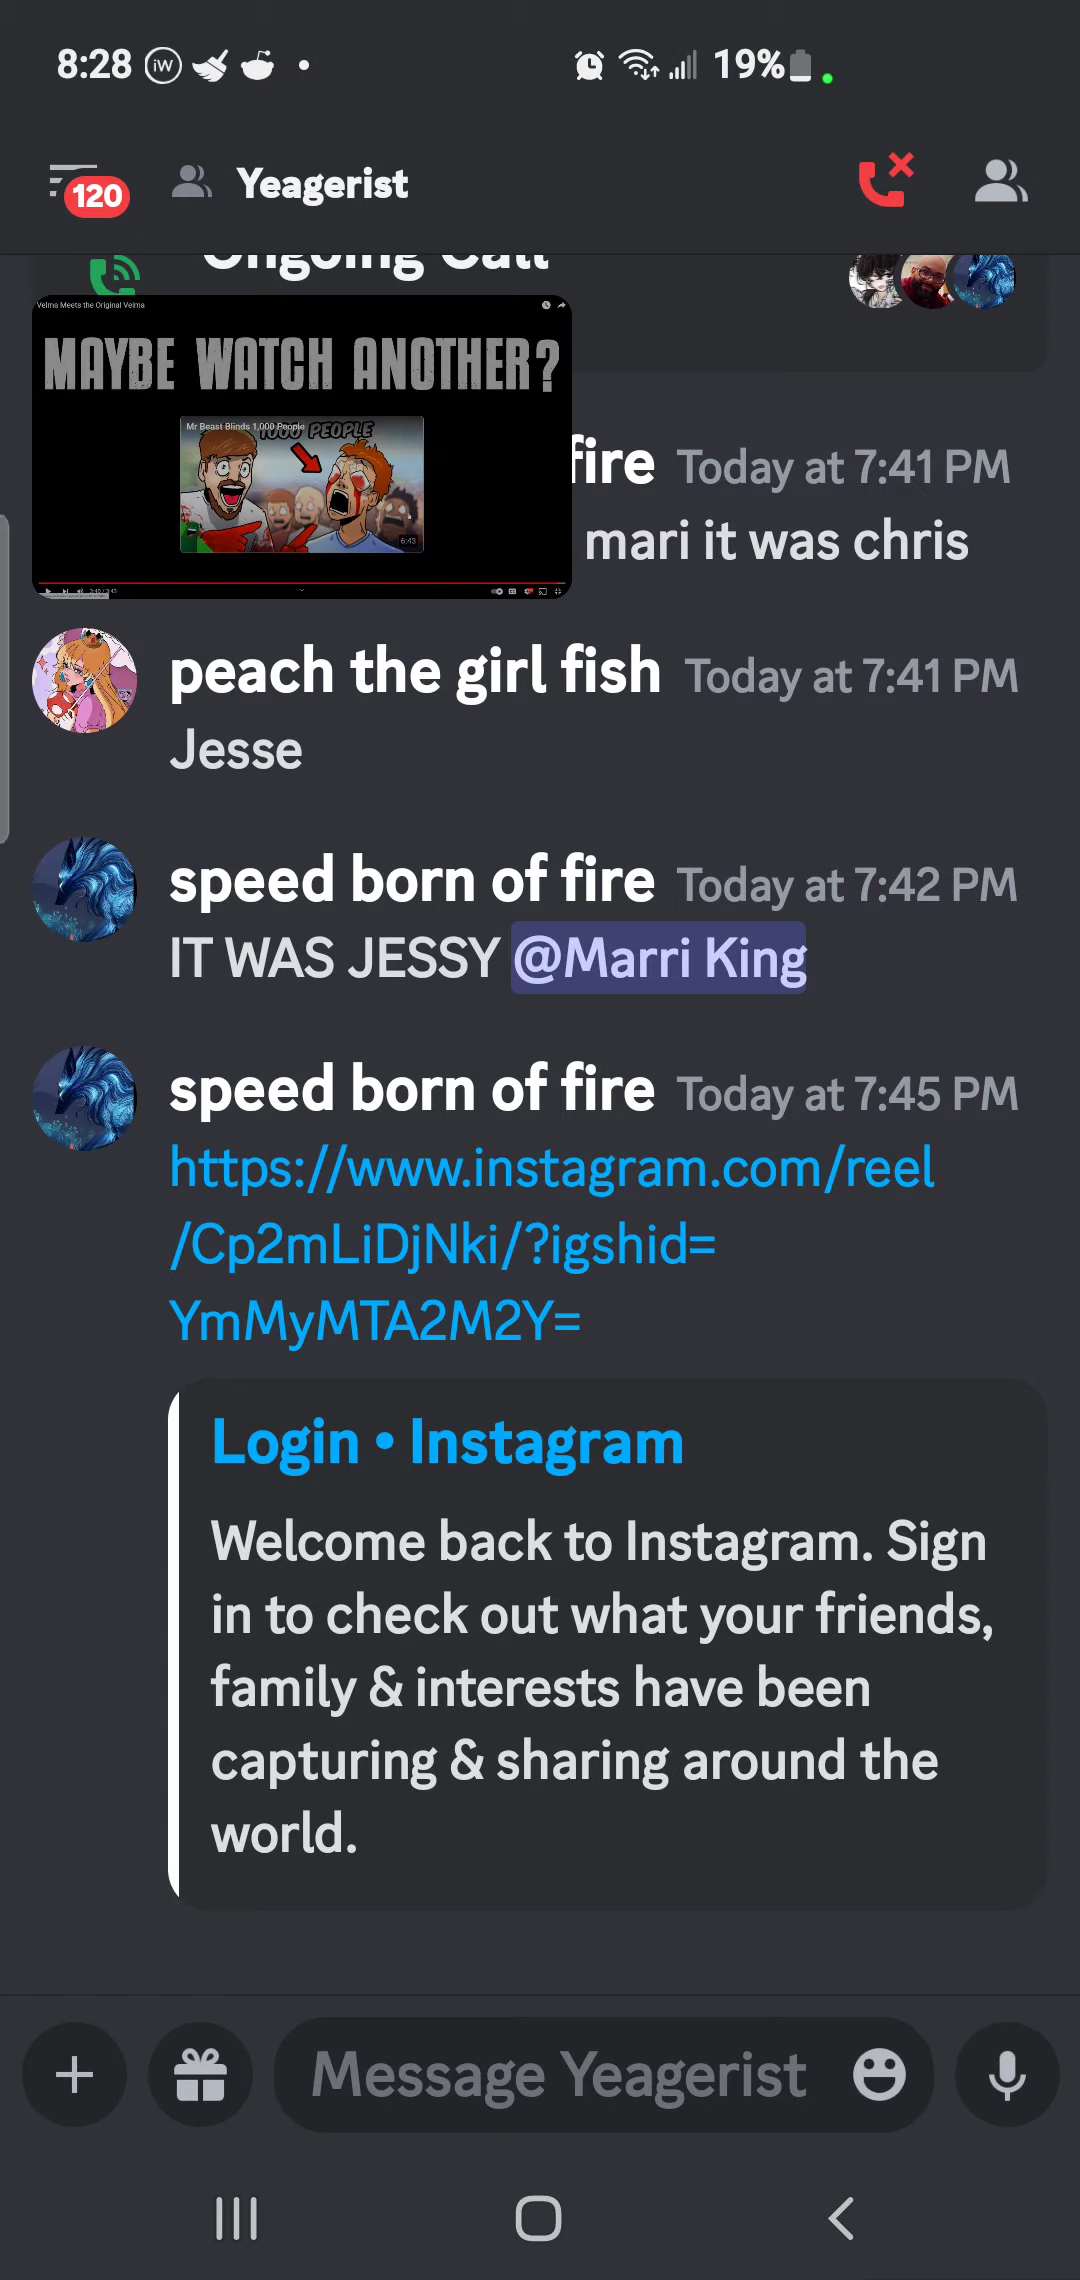 8:28 iW 19%
120 Yeagerist
Ongoing Call
Velma Meets the Original Velma
MAYBE WATCH ANOTHER?
Mr Beast Blinds 1,000 People
1000 PEOPLE
6:43
fire Today at 7:41 PM
mari it was chris
peach the girl fish Today at 7:41 PM
Jesse
speed born of fire Today at 7:42 PM
IT WAS JESSY @Marri King
speed born of fire Today at 7:45 PM
https://www.instagram.com/reel
/Cp2mLiDjNki/?igshid=
YmMyMTA2M2Y=
Login • Instagram
Welcome back to Instagram. Sign
in to check out what your friends,
family & interests have been
capturing & sharing around the
world.
Message Yeagerist